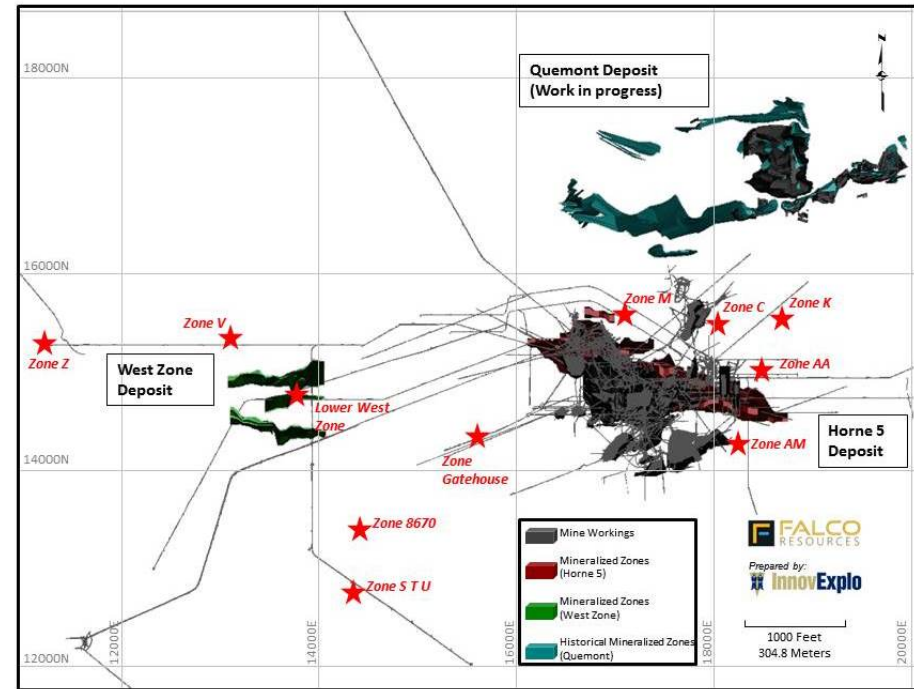 18000N
Quemont Deposit
(Work in progress)
N
16000N
Zone M
Zone C
Zone K
Zone V
Zone Z
West Zone
Deposit
Lower West
Zone
Zone AA
Horne 5
Deposit
Zone
Gatehouse
Zone AM
14000N
Zone 8670
Zone S T U
Mine Workings
Mineralized Zones
(Horne 5)
Mineralized Zones
(West Zone)
Historical Mineralized Zones
(Quemont)
FALCO
RESOURCES
Prepared by:
InnovExplo
1000 Feet
304.8 Meters
12000N
12000E
14000E
16000E
18000E
20000E